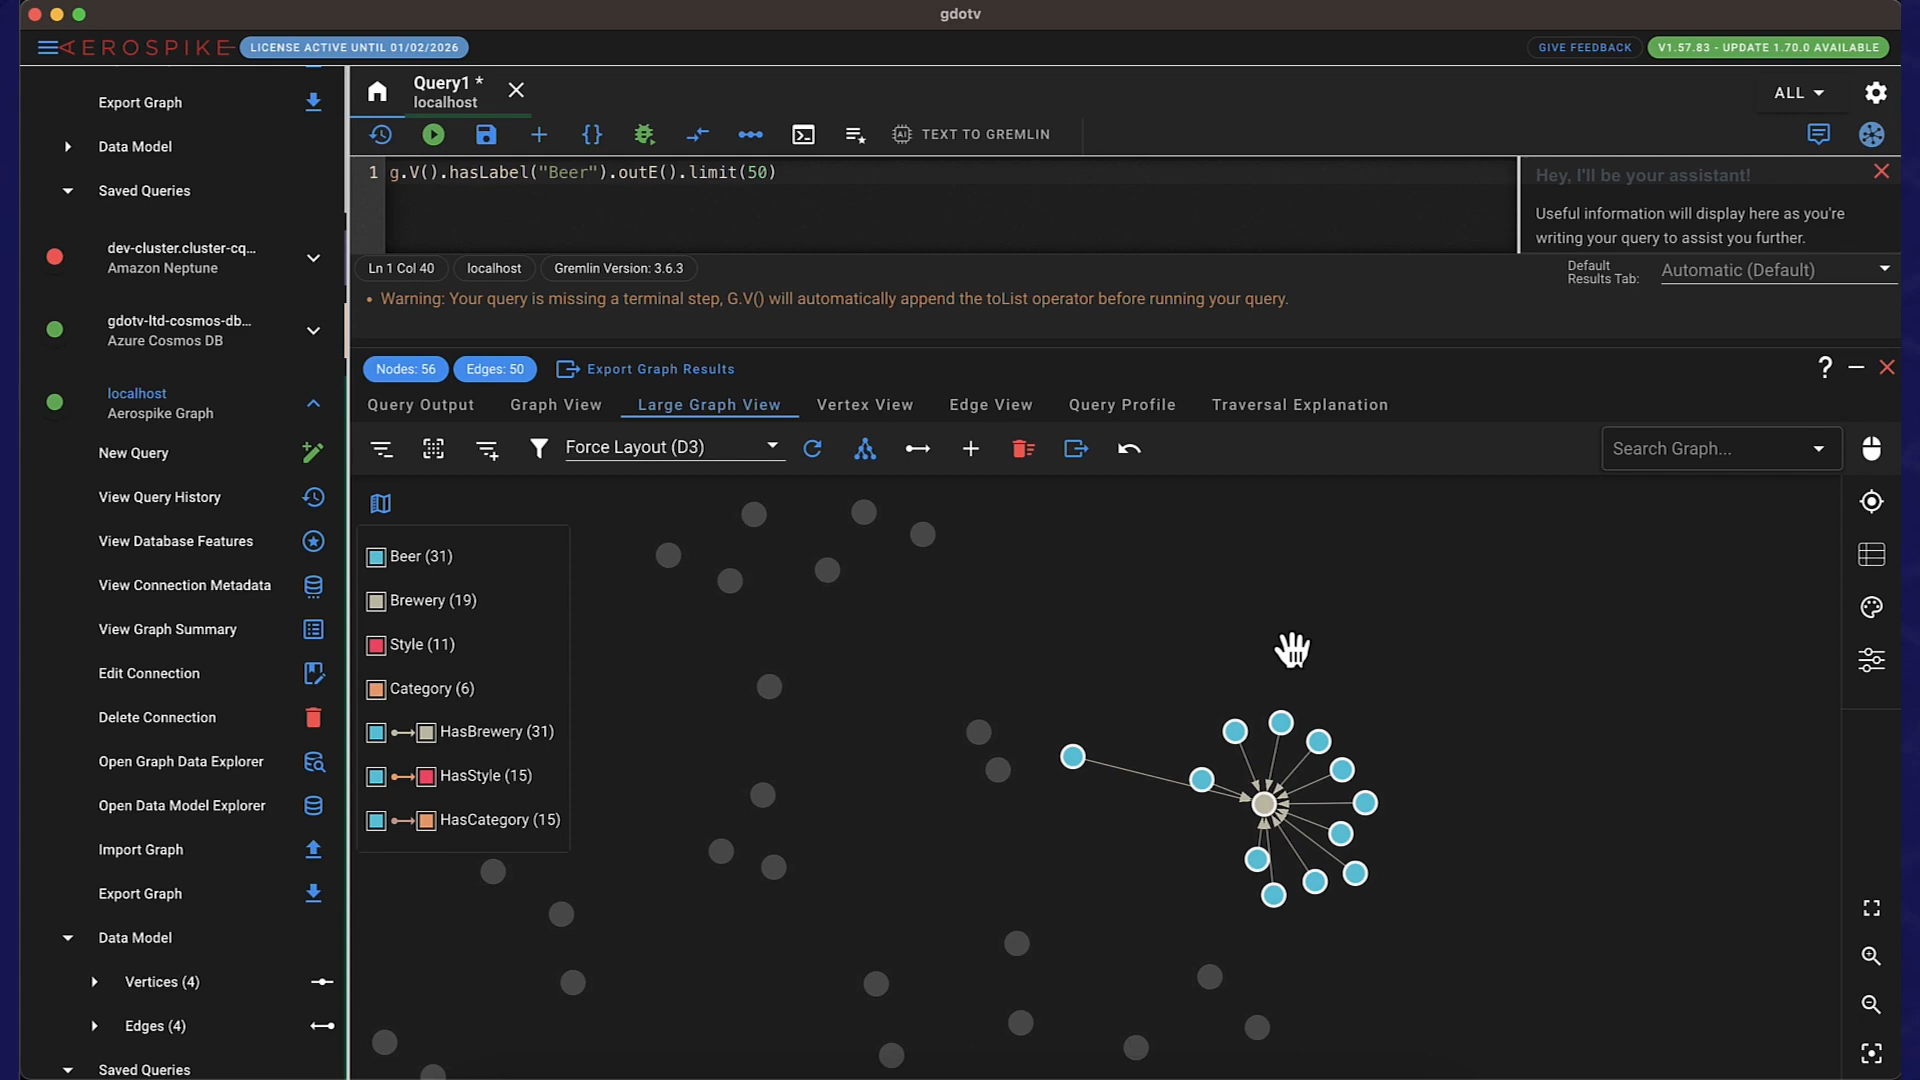 gdotv
AEROSPIKE
LICENSE ACTIVE UNTIL 01/02/2026
GIVE FEEDBACK
V1.57.83 - UPDATE 1.70.0 AVAILABLE
Export Graph
Data Model
Saved Queries
dev-cluster.cluster-cq...
Amazon Neptune
gdotv-ltd-cosmos-db...
Azure Cosmos DB
localhost
Aerospike Graph
New Query
View Query History
View Database Features
View Connection Metadata
View Graph Summary
Edit Connection
Delete Connection
Open Graph Data Explorer
Open Data Model Explorer
Import Graph
Export Graph
Data Model
Vertices (4)
Edges (4)
Saved Queries
Query1 *
localhost
ALL
TEXT TO GREMLIN
1 g.V().hasLabel("Beer").outE().limit(50)
Hey, I'll be your assistant!
Useful information will display here as you're
writing your query to assist you further.
Ln 1 Col 40
localhost
Gremlin Version: 3.6.3
Default
Results Tab:
Automatic (Default)
• Warning: Your query is missing a terminal step, G.V() will automatically append the toList operator before running your query.
Nodes: 56
Edges: 50
Export Graph Results
Query Output
Graph View
Large Graph View
Vertex View
Edge View
Query Profile
Traversal Explanation
Force Layout (D3)
Search Graph...
Beer (31)
Brewery (19)
Style (11)
Category (6)
HasBrewery (31)
HasStyle (15)
HasCategory (15)